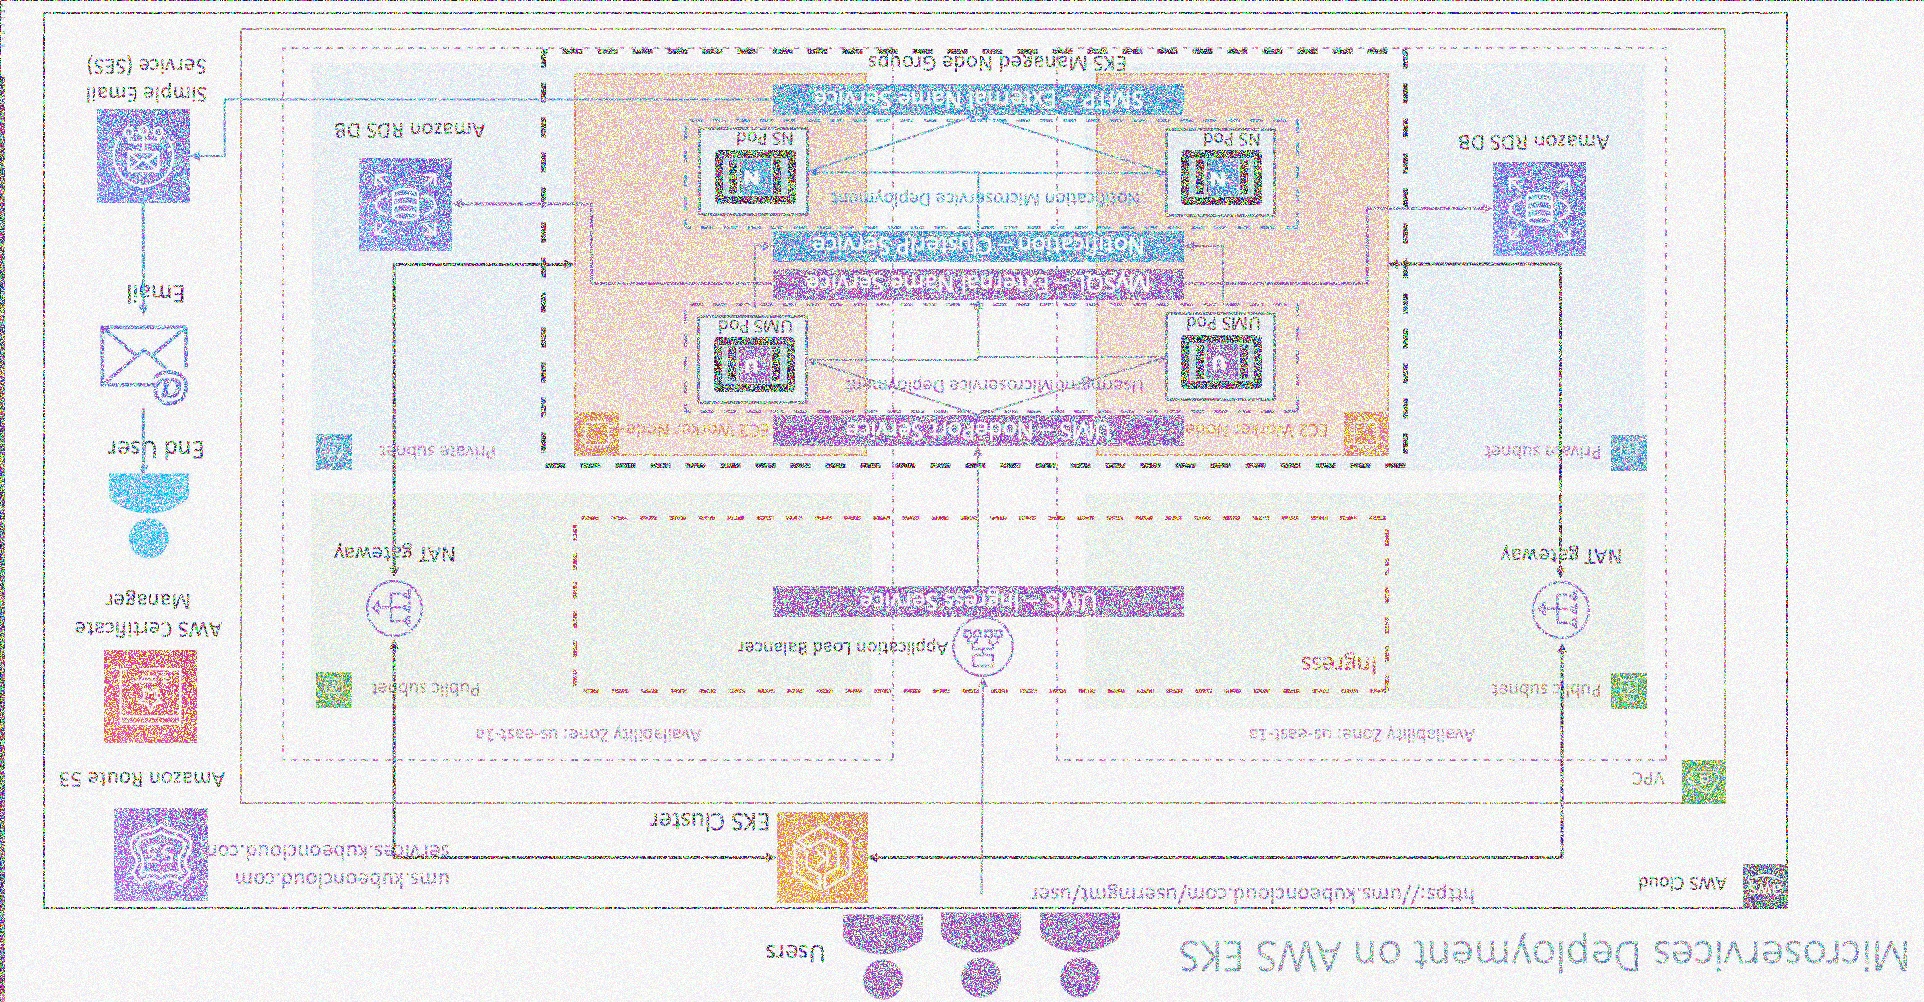 Microservices Deployment on AWS EKS
Users
AWS Cloud
https://ums.kubeoncloud.com/usermgmt/user
EKS Cluster
ums.kubeoncloud.com
services.kubeoncloud.com
Amazon Route 53
VPC
Availability Zone: us-east-1a
Availability Zone: us-east-1a
Public subnet
Ingress
Application Load Balancer
Public subnet
AWS Certificate
Manager
UMS – Ingress Service
NAT gateway
NAT gateway
End User
Private subnet
EC2 Worker Node
UMS – NodePort Service
EC2 Worker Node
Private subnet
Usermgmt Microservice Deployment
U
U
UMS Pod
UMS Pod
Email
MYSQL – External Name Service
Notification – ClusterIP Service
Notification Microservice Deployment
N
N
NS Pod
NS Pod
Amazon RDS DB
Amazon RDS DB
SMTP – External Name Service
Simple Email
Service (SES)
EKS Managed Node Groups